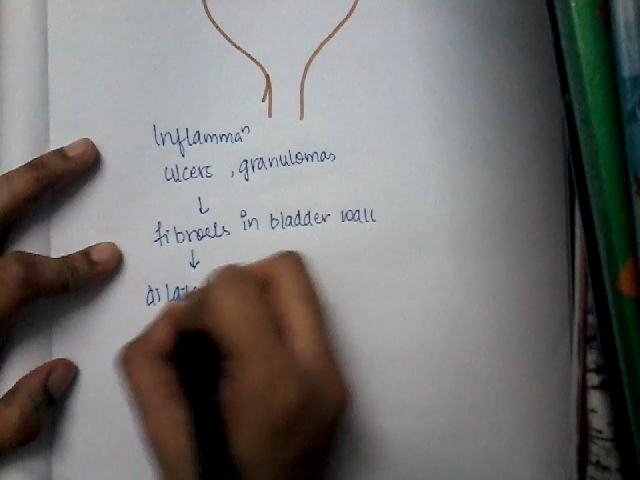 Inflammaⁿ
ulcers , granulomas
↓
fibrosis in bladder wall
↓